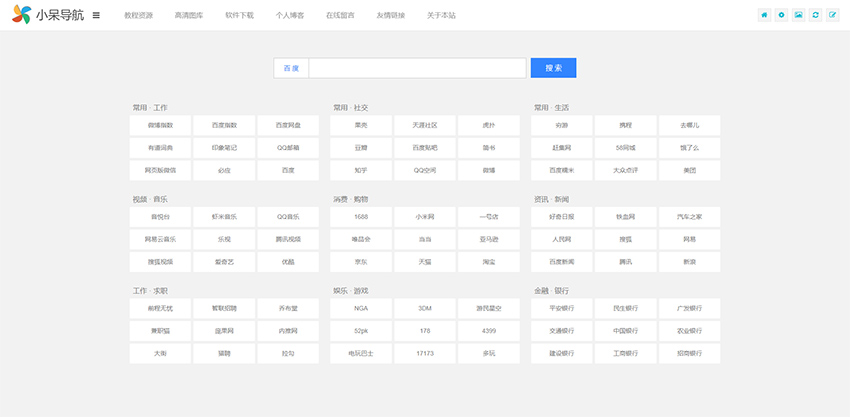 小呆导航 教程资源 高清图库 软件下载 个人博客 在线留言 友情链接 关于本站
百度 搜索
常用 · 工作 常用 · 社交 常用 · 生活
微博指数 百度指数 百度网盘 果壳 天涯社区 虎扑 穷游 携程 去哪儿
有道词典 印象笔记 QQ邮箱 豆瓣 百度贴吧 简书 赶集网 58同城 饿了么
网页版微信 必应 百度 知乎 QQ空间 微博 百度糯米 大众点评 美团
视频 · 音乐 消费 · 购物 资讯 · 新闻
音悦台 虾米音乐 QQ音乐 1688 小米网 一号店 好奇日报 铁血网 汽车之家
网易云音乐 乐视 腾讯视频 唯品会 当当 亚马逊 人民网 搜狐 网易
搜狐视频 爱奇艺 优酷 京东 天猫 淘宝 百度新闻 腾讯 新浪
工作 · 求职 娱乐 · 游戏 金融 · 银行
前程无忧 智联招聘 乔布堂 NGA 3DM 游民星空 平安银行 民生银行 广发银行
兼职猫 应聚网 内推网 52pk 178 4399 交通银行 中国银行 农业银行
大街 猎聘 拉勾 电玩巴士 17173 多玩 建设银行 工商银行 招商银行